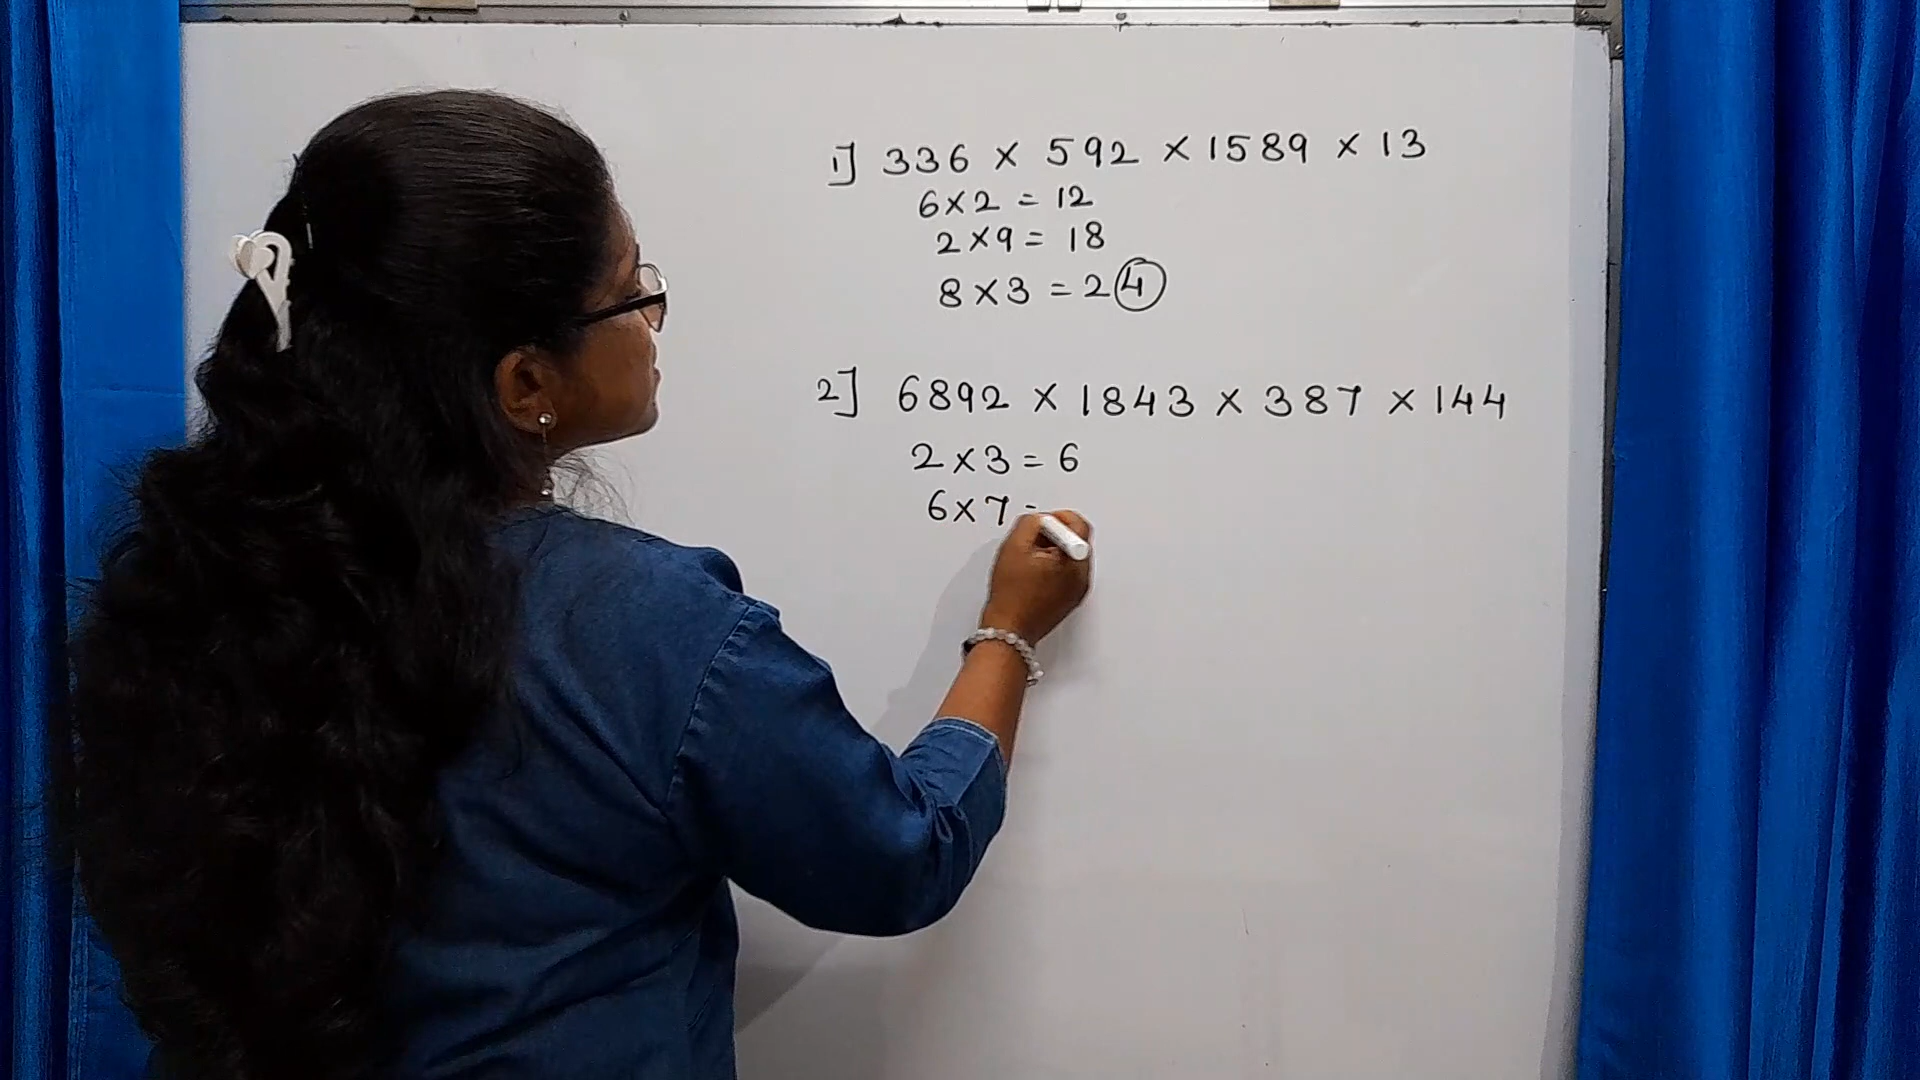 1] 336 × 592 × 1589 × 13
6×2 = 12
2×9 = 18
8×3 = 24
2] 6892 × 1843 × 387 × 144
2×3 = 6
6×7 =